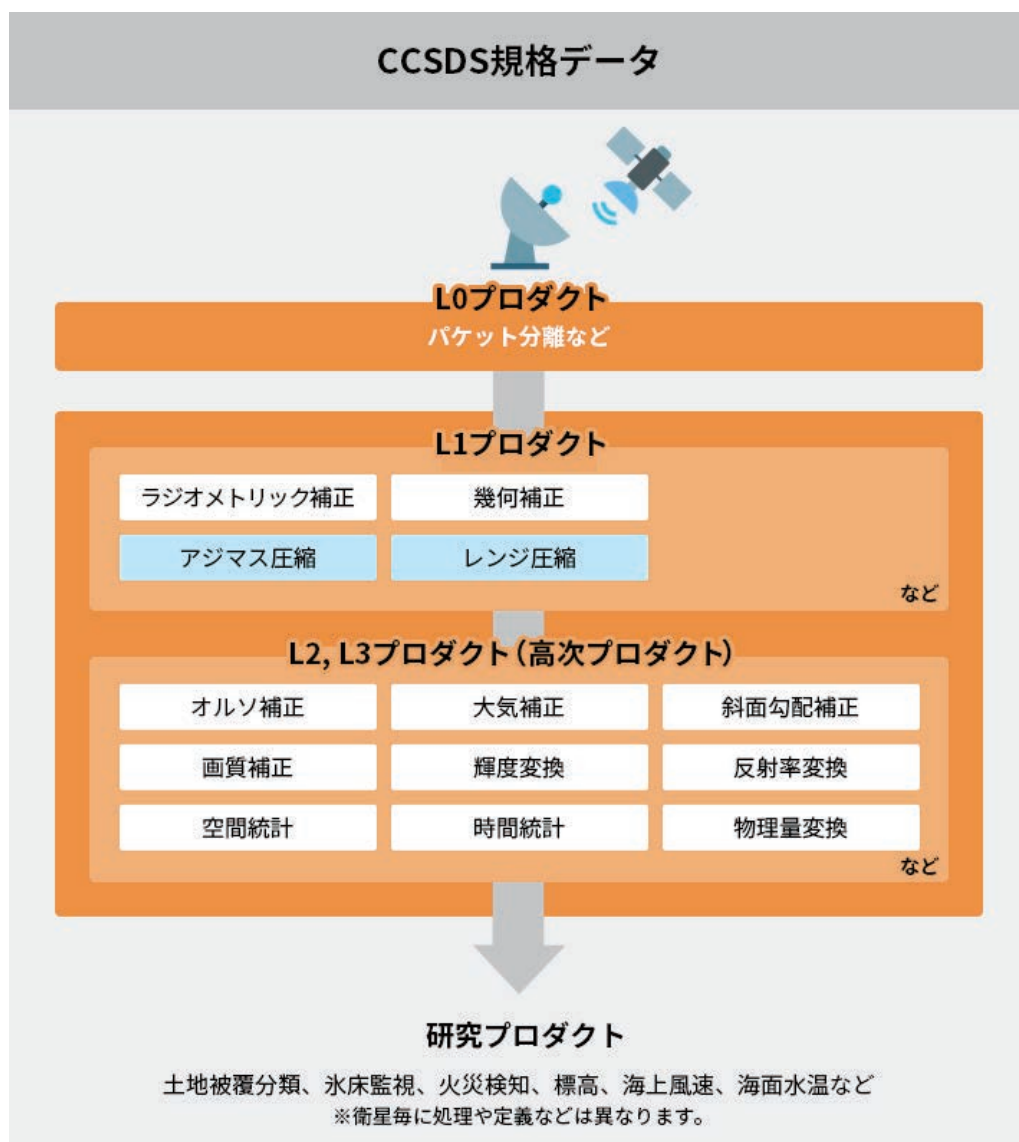 CCSDS規格データ
L0プロダクト
パケット分離など
L1プロダクト
ラジオメトリック補正 幾何補正
アジマス圧縮 レンジ圧縮
など
L2, L3プロダクト(高次プロダクト)
オルソ補正 大気補正 斜面勾配補正
画質補正 輝度変換 反射率変換
空間統計 時間統計 物理量変換
など
研究プロダクト
土地被覆分類、氷床監視、火災検知、標高、海上風速、海面水温など
※衛星毎に処理や定義などは異なります。